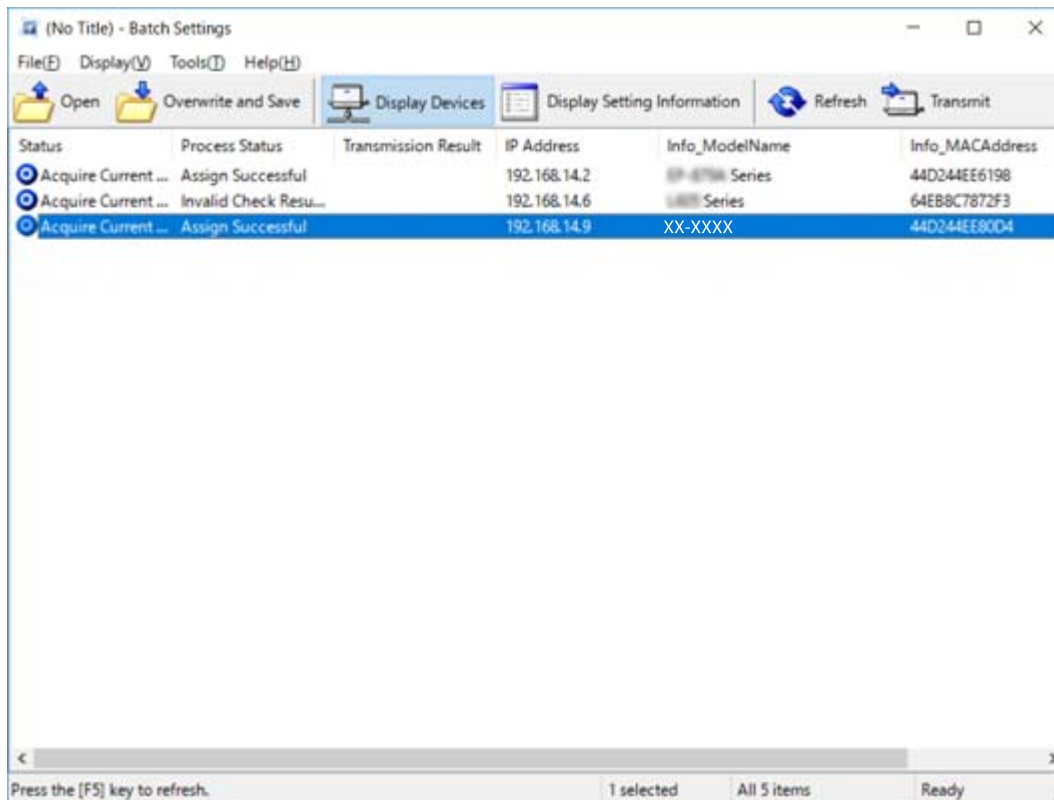 (No Title) - Batch Settings
File(F) Display(V) Tools(T) Help(H)
Open Overwrite and Save Display Devices Display Setting Information Refresh Transmit
Status Process Status Transmission Result IP Address Info_ModelName Info_MACAddress
Acquire Current ... Assign Successful 192.168.14.2 Series 44D244EE6198
Acquire Current ... Invalid Check Resu... 192.168.14.6 Series 64EB8C7872F3
Acquire Current ... Assign Successful 192.168.14.9 XX-XXXX 44D244EE80D4
Press the [F5] key to refresh. 1 selected All 5 items Ready